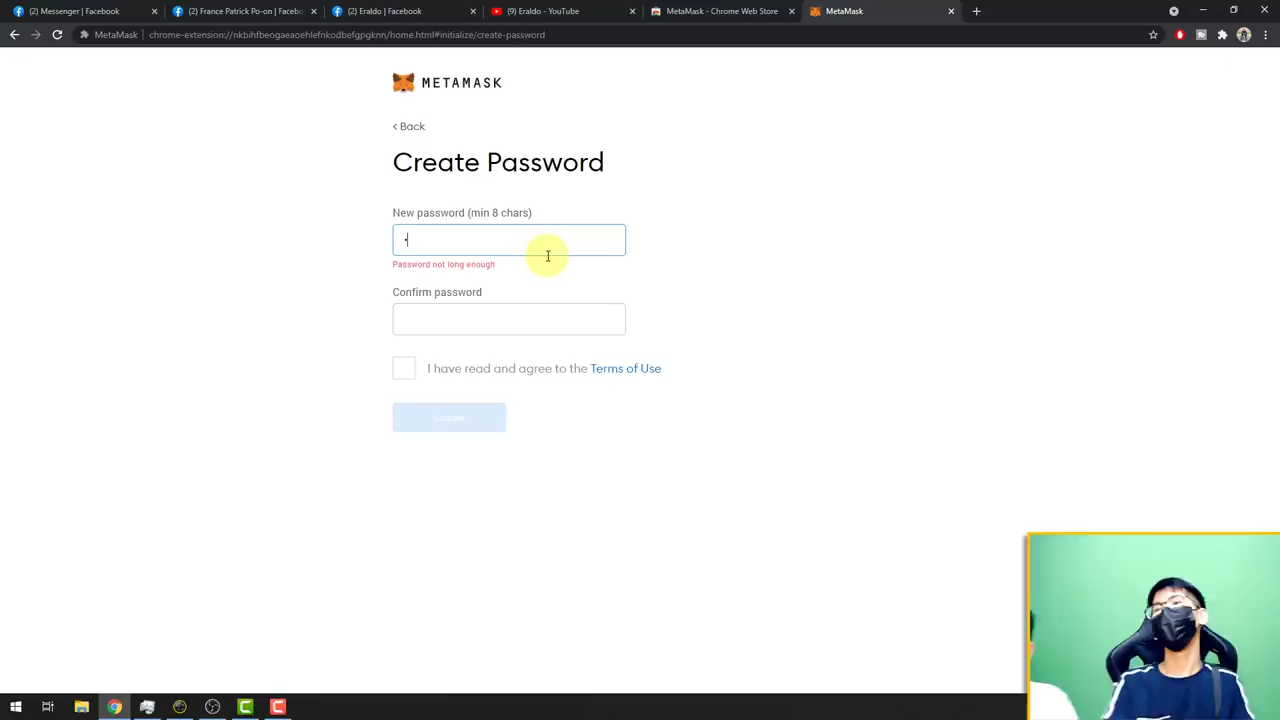 (2) Messenger | Facebook
(2) France Patrick Po-on | Facebo
(2) Eraldo | Facebook
(9) Eraldo - YouTube
MetaMask - Chrome Web Store
MetaMask
MetaMask
chrome-extension://nkbihfbeogaeaoehlefnkodbefgpgknn/home.html#initialize/create-password
METAMASK
< Back
Create Password
New password (min 8 chars)
Password not long enough
Confirm password
I have read and agree to the Terms of Use
Create